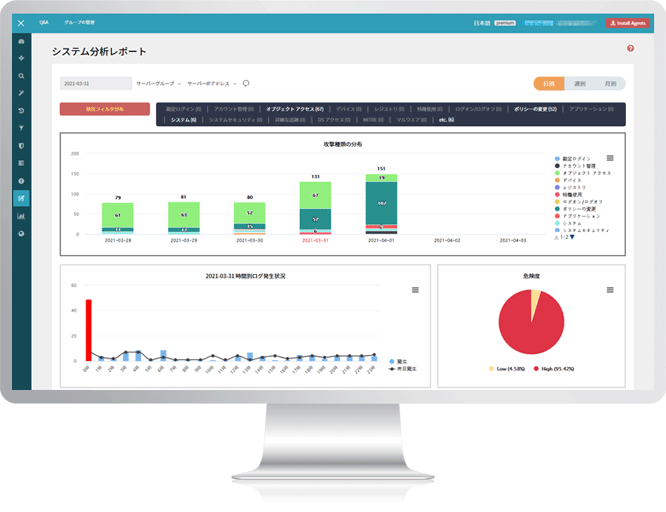 Q&A グループの管理 日本語 premium Install Agents
システム分析レポート
2021-03-31 サーバーグループ サーバーIPアドレス
日別 週別 月別
検出フィルタ分布
鑑定ログイン (0) | アカウント管理 (0) | オブジェクト アクセス (67) | デバイス (0) | レジストリ (0) | 特権使用 (0) | ログオン/ログオフ (0) | ポリシーの変更 (52) | アプリケーション (0)
システム (6) | システムセキュリティ (0) | 詳細な追跡 (0) | DS アクセス (0) | MITRE (0) | マルウェア (0) | etc. (6)
攻撃種類の分布
200
150
100
50
0
79
61
11
81
61
12
80
52
15
131
67
52
6
151
19
107
2021-03-28 2021-03-29 2021-03-30 2021-03-31 2021-04-01 2021-04-02 2021-04-03
鑑定ログイン
アカウント管理
オブジェクト アクセス
デバイス
レジストリ
特権使用
ログオン/ログオフ
ポリシーの変更
アプリケーション
システム
システムセキュリティ
1/2
2021-03-31 時間別ログ発生状況
60
40
20
0
0時 1時 2時 3時 4時 5時 6時 7時 8時 9時 10時 11時 12時 13時 14時 15時 16時 17時 18時 19時 20時 21時 22時 23時
発生
昨日発生
危険度
Low (4.58%) High (95.42%)